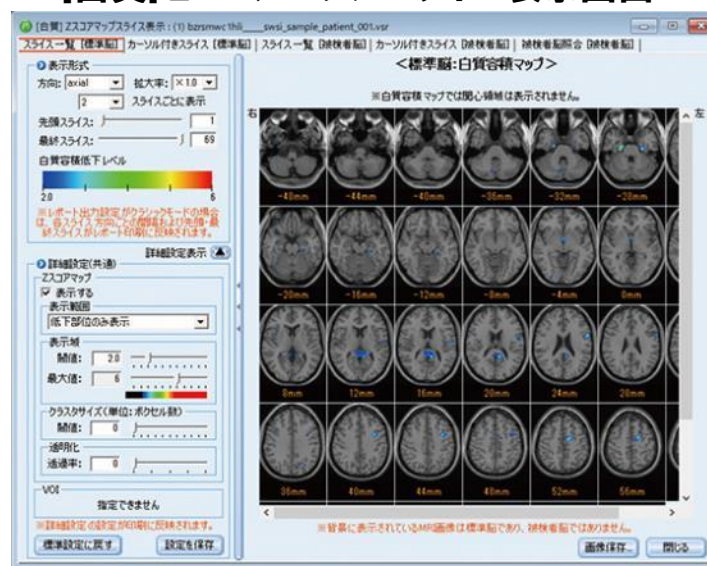 [白質]Zスコアマップスライス表示：(1) bzrsmwc1hli____swsi_sample_patient_001.vsr
スライス一覧【標準脳】 カーソル付きスライス【標準脳】 スライス一覧【被検者脳】 カーソル付きスライス【被検者脳】 被検者脳照合【被検者脳】
表示形式
方向: axial 拡大率: ×1.0
2 スライスごとに表示
先頭スライス: 1
最終スライス: 69
白質容積低下レベル
2.0 6
※レポート出力設定がクラシックモードの場合
は、各スライス方向ごとの間隔および先頭・最
終スライスがレポート印刷に反映されます。
詳細設定表示
詳細設定(共通)
Zスコアマップ
表示する
表示範囲
低下部位のみ表示
表示域
閾値: 2.0
最大値: 6
クラスタサイズ(単位: ボクセル数)
閾値: 0
透明化
透過率: 0
VOI
指定できません
※詳細設定の設定が印刷に反映されます。
標準設定に戻す 設定を保存
＜標準脳：白質容積マップ＞
※白質容積マップでは関心領域は表示されません。
右 左
-48mm -44mm -40mm -36mm -32mm -28mm
-20mm -16mm -12mm -8mm -4mm 0mm
8mm 12mm 16mm 20mm 24mm 28mm
36mm 40mm 44mm 48mm 52mm 56mm
※背景に表示されているMRI画像は標準脳であり、被検者脳ではありません。
画像保存... 閉じる